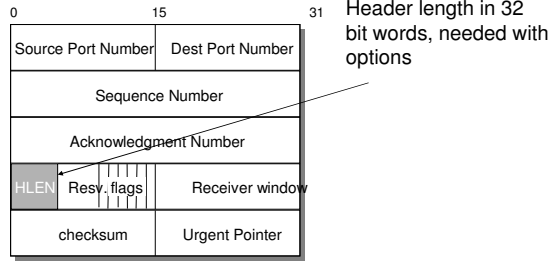 0 15 31
Header length in 32
bit words, needed with
options
Source Port Number Dest Port Number
Sequence Number
Acknowledgment Number
HLEN Resv. flags Receiver window
checksum Urgent Pointer